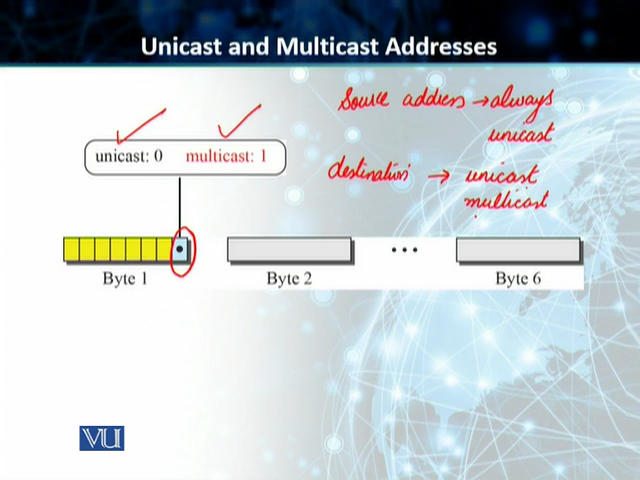 Unicast and Multicast Addresses
Source address → always
unicast
unicast: 0 multicast: 1
destination → unicast
multicast
...
Byte 1 Byte 2 Byte 6
VU